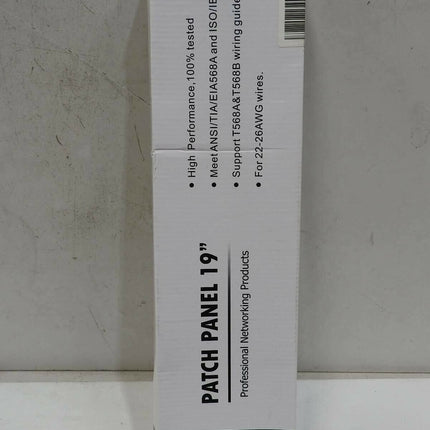 PATCH PANEL 19”
Professional Networking Products
• High Performance,100% tested
• Meet ANSI/TIA/EIA568A and ISO/IE
• Support T568A&T568B wiring guide
• For 22-26AWG wires.